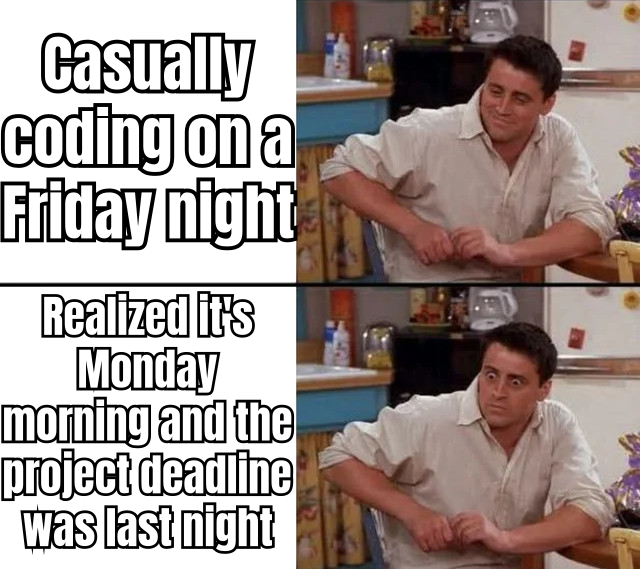 Casually
coding on a
Friday night
Realized it's
Monday
morning and the
project deadline
was last night